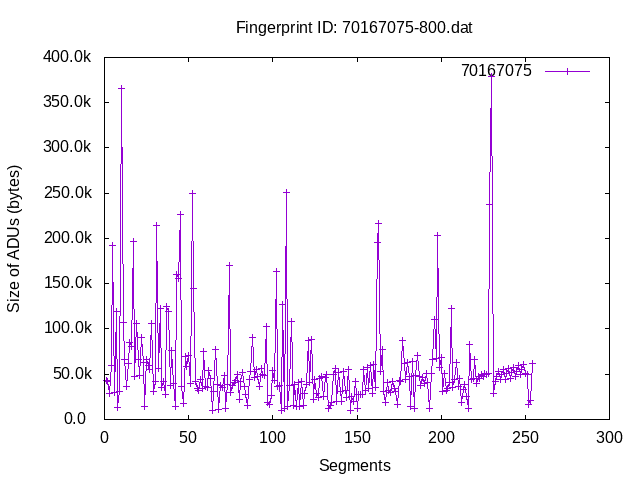 Fingerprint ID: 70167075-800.dat
400.0k
70167075
350.0k
300.0k
250.0k
200.0k
150.0k
100.0k
50.0k
0.0
0 50 100 150 200 250 300
Size of ADUs (bytes)
Segments